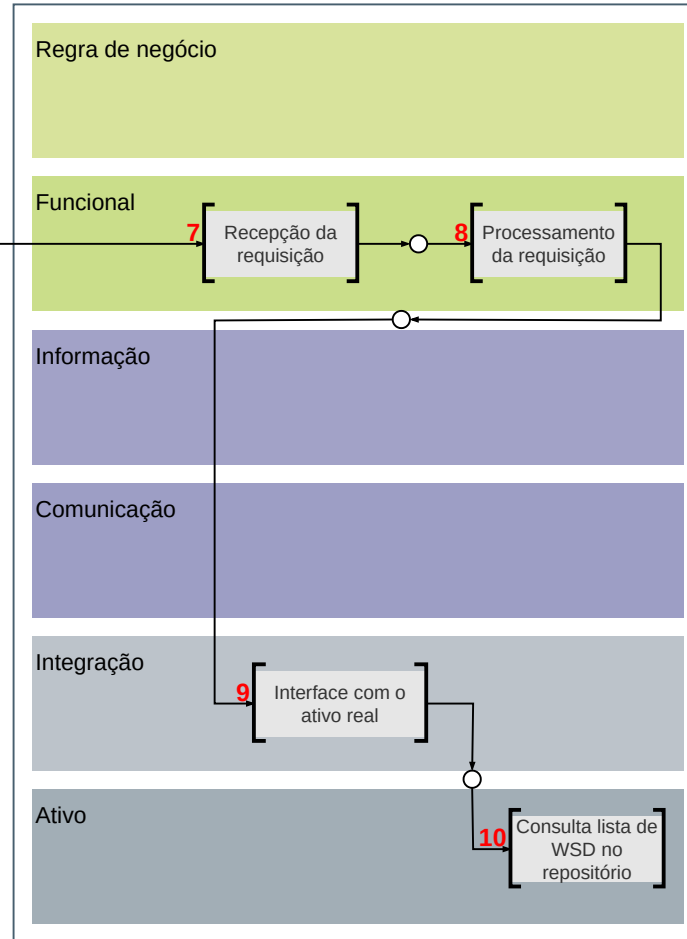 Regra de negócio
Funcional
7
Recepção da
requisição
8
Processamento
da requisição
Informação
Comunicação
Integração
9
Interface com o
ativo real
Ativo
10
Consulta lista de
WSD no
repositório